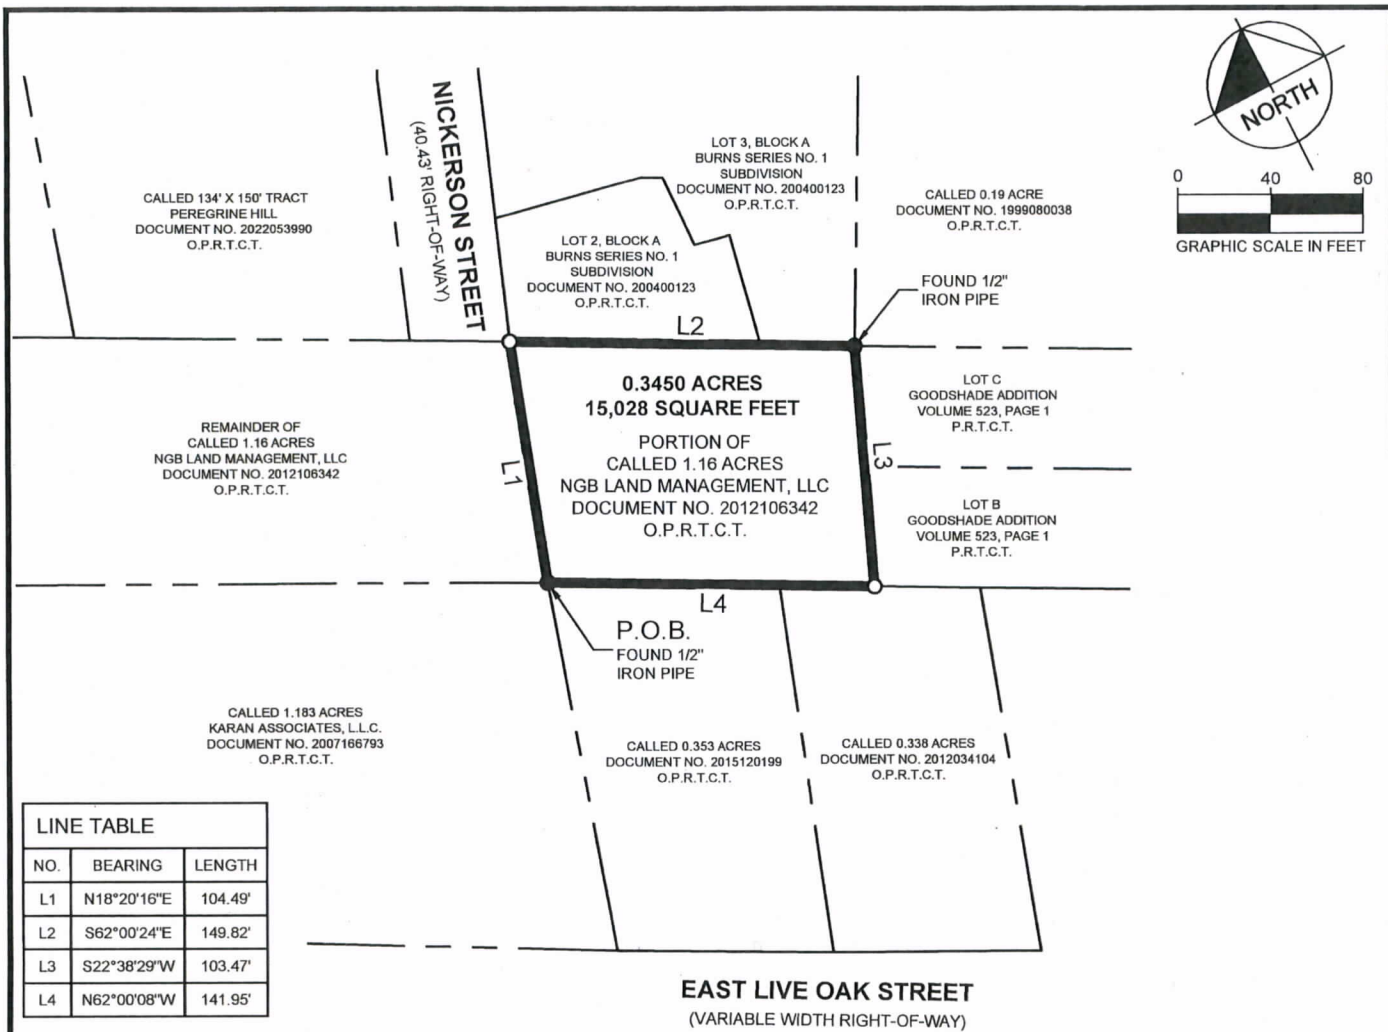 NORTH
0 40 80
GRAPHIC SCALE IN FEET
NICKERSON STREET
(40.43' RIGHT-OF-WAY)
CALLED 134' X 150' TRACT
PEREGRINE HILL
DOCUMENT NO. 2022053990
O.P.R.T.C.T.
LOT 3, BLOCK A
BURNS SERIES NO. 1
SUBDIVISION
DOCUMENT NO. 200400123
O.P.R.T.C.T.
LOT 2, BLOCK A
BURNS SERIES NO. 1
SUBDIVISION
DOCUMENT NO. 200400123
O.P.R.T.C.T.
CALLED 0.19 ACRE
DOCUMENT NO. 1999080038
O.P.R.T.C.T.
FOUND 1/2"
IRON PIPE
L2
0.3450 ACRES
15,028 SQUARE FEET
PORTION OF
CALLED 1.16 ACRES
NGB LAND MANAGEMENT, LLC
DOCUMENT NO. 2012106342
O.P.R.T.C.T.
REMAINDER OF
CALLED 1.16 ACRES
NGB LAND MANAGEMENT, LLC
DOCUMENT NO. 2012106342
O.P.R.T.C.T.
L1
L3
LOT C
GOODSHADE ADDITION
VOLUME 523, PAGE 1
P.R.T.C.T.
LOT B
GOODSHADE ADDITION
VOLUME 523, PAGE 1
P.R.T.C.T.
L4
P.O.B.
FOUND 1/2"
IRON PIPE
CALLED 1.183 ACRES
KARAN ASSOCIATES, L.L.C.
DOCUMENT NO. 2007166793
O.P.R.T.C.T.
CALLED 0.353 ACRES
DOCUMENT NO. 2015120199
O.P.R.T.C.T.
CALLED 0.338 ACRES
DOCUMENT NO. 2012034104
O.P.R.T.C.T.
LINE TABLE
NO. BEARING LENGTH
L1 N18°20'16"E 104.49'
L2 S62°00'24"E 149.82'
L3 S22°38'29"W 103.47'
L4 N62°00'08"W 141.95'
EAST LIVE OAK STREET
(VARIABLE WIDTH RIGHT-OF-WAY)